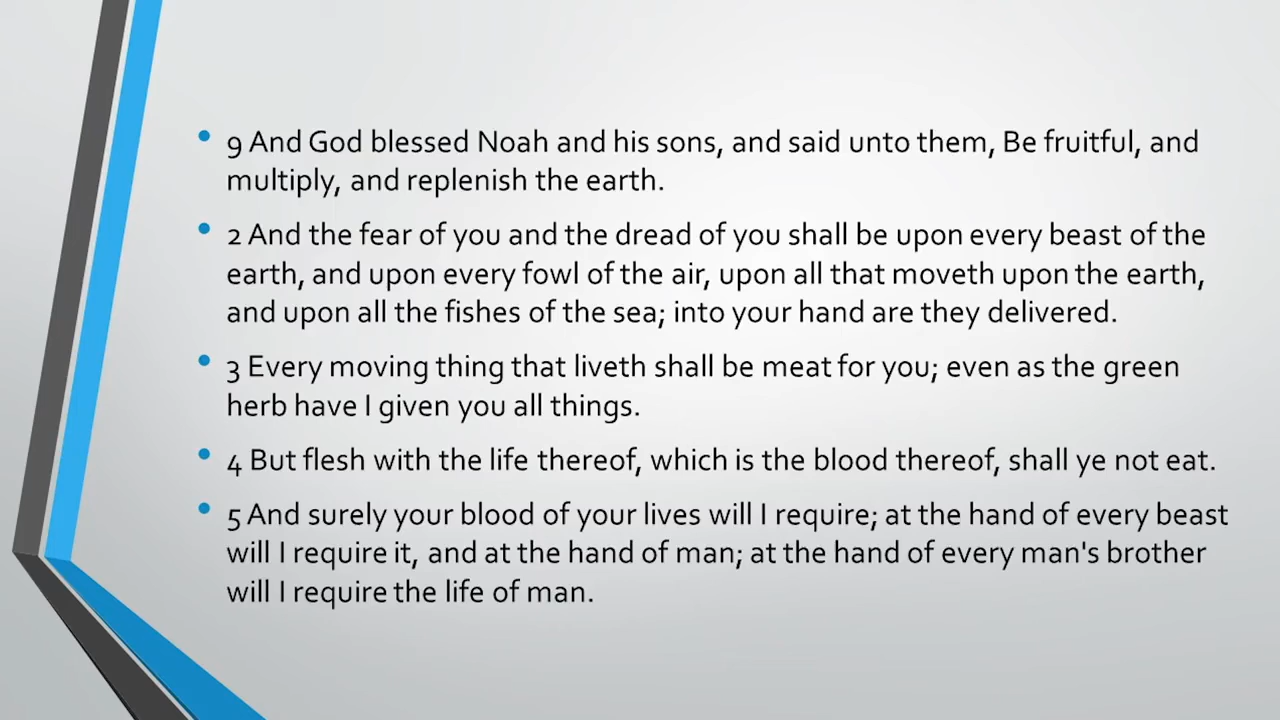 • 9 And God blessed Noah and his sons, and said unto them, Be fruitful, and
multiply, and replenish the earth.
• 2 And the fear of you and the dread of you shall be upon every beast of the
earth, and upon every fowl of the air, upon all that moveth upon the earth,
and upon all the fishes of the sea; into your hand are they delivered.
• 3 Every moving thing that liveth shall be meat for you; even as the green
herb have I given you all things.
• 4 But flesh with the life thereof, which is the blood thereof, shall ye not eat.
• 5 And surely your blood of your lives will I require; at the hand of every beast
will I require it, and at the hand of man; at the hand of every man's brother
will I require the life of man.